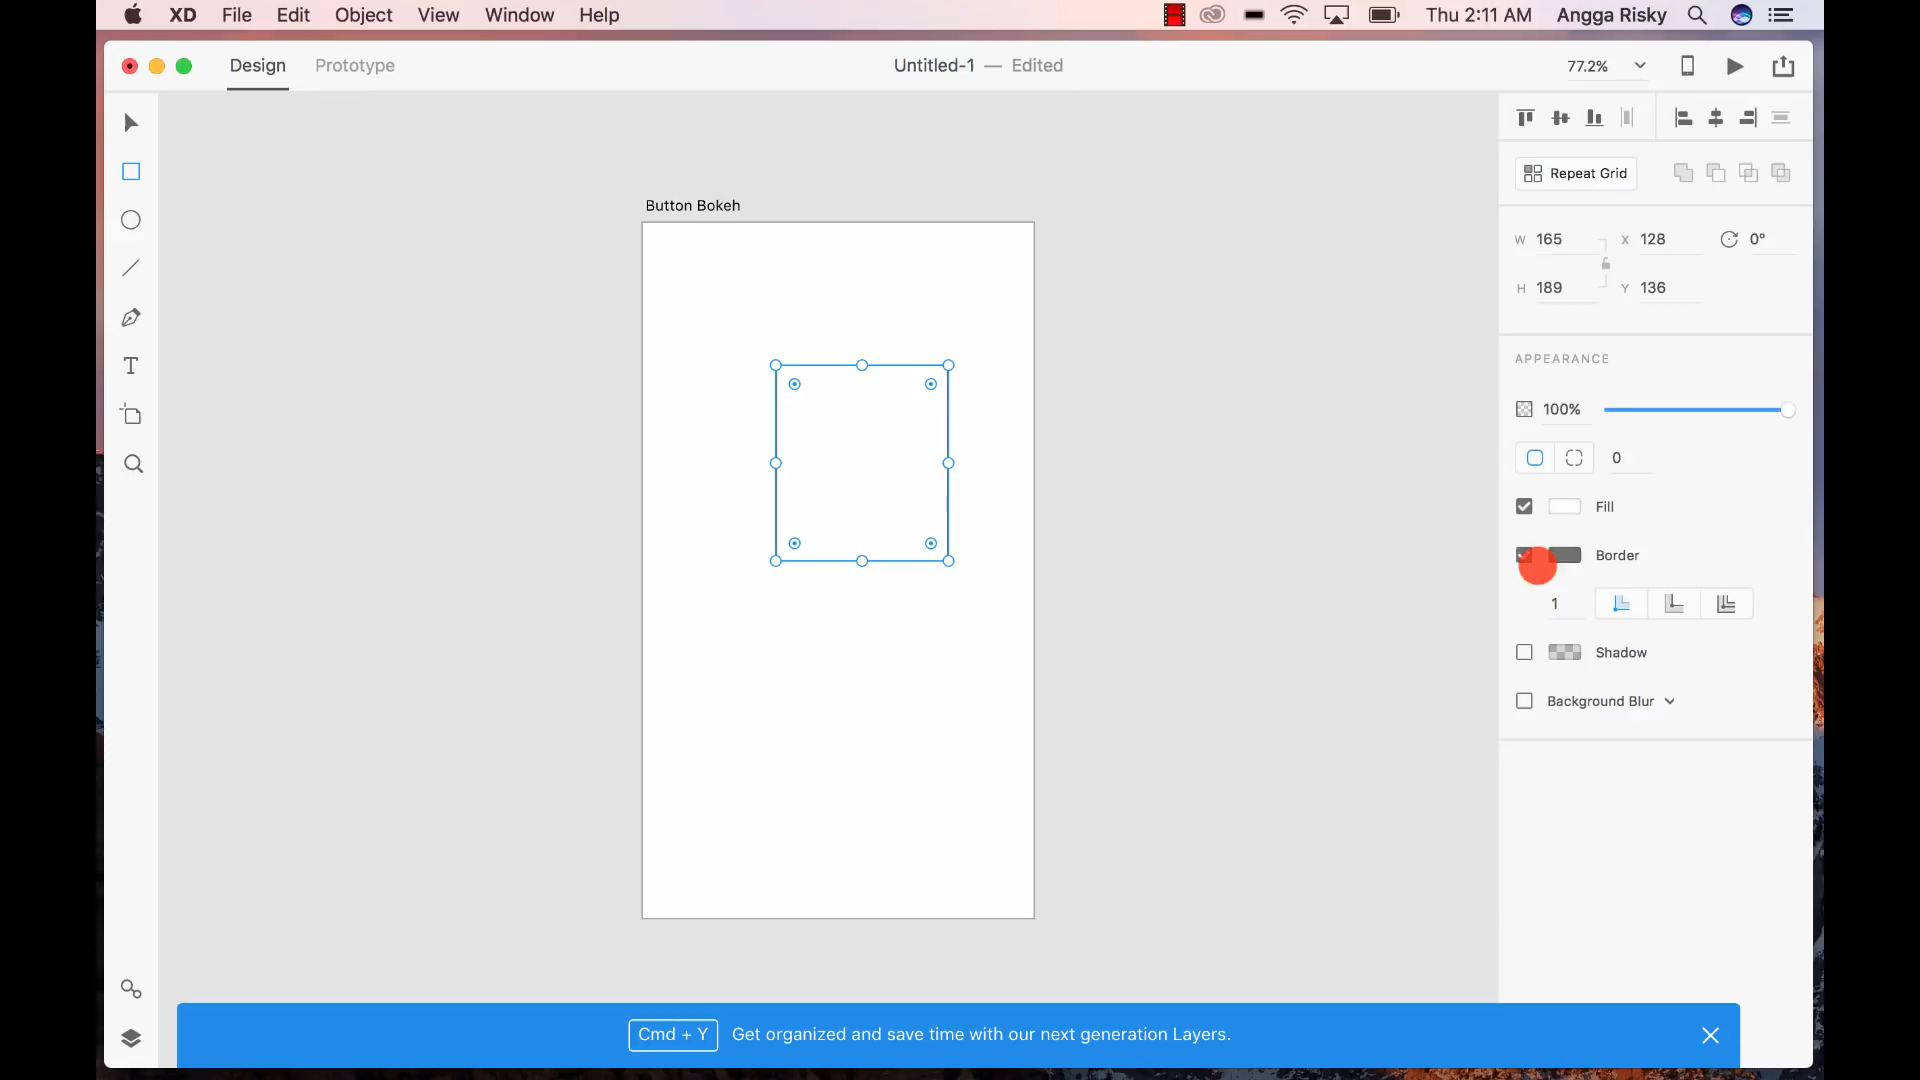 XD File Edit Object View Window Help Thu 2:11 AM Angga Risky
Design Prototype Untitled-1 — Edited 77.2%
Repeat Grid
Button Bokeh
W 165 X 128 0°
H 189 Y 136
APPEARANCE
100%
0
Fill
Border
1
Shadow
Background Blur
T
Cmd + Y Get organized and save time with our next generation Layers.